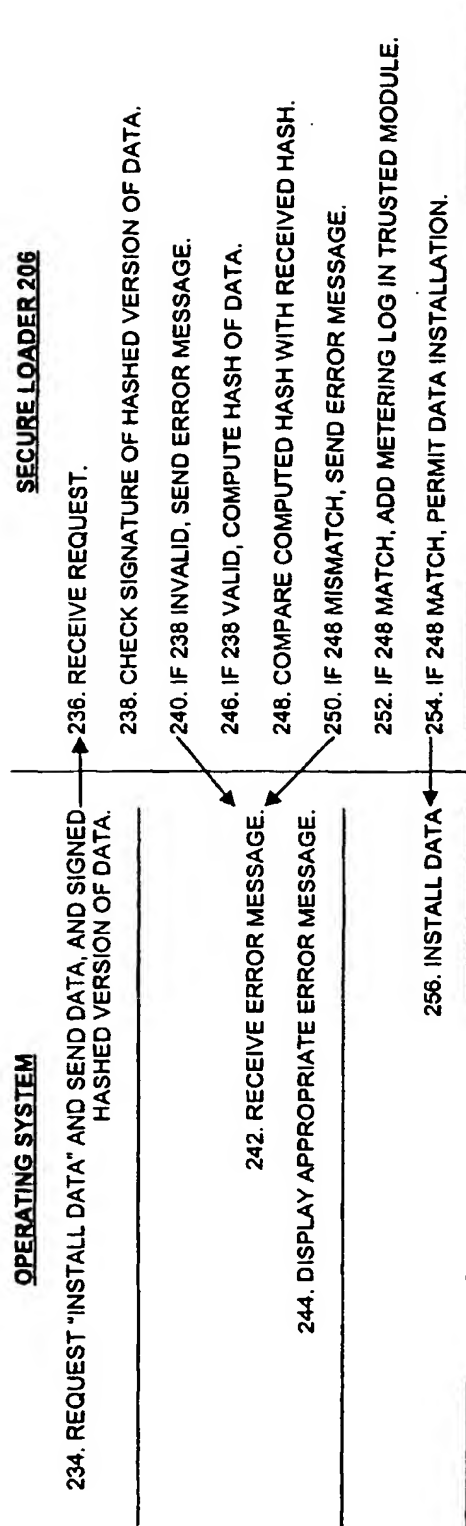 OPERATING SYSTEM
234. REQUEST "INSTALL DATA" AND SEND DATA, AND SIGNED
HASHED VERSION OF DATA.
242. RECEIVE ERROR MESSAGE.
244. DISPLAY APPROPRIATE ERROR MESSAGE.
256. INSTALL DATA
SECURE LOADER 206
236. RECEIVE REQUEST.
238. CHECK SIGNATURE OF HASHED VERSION OF DATA.
240. IF 238 INVALID, SEND ERROR MESSAGE.
246. IF 238 VALID, COMPUTE HASH OF DATA.
248. COMPARE COMPUTED HASH WITH RECEIVED HASH.
250. IF 248 MISMATCH, SEND ERROR MESSAGE.
252. IF 248 MATCH, ADD METERING LOG IN TRUSTED MODULE.
254. IF 248 MATCH, PERMIT DATA INSTALLATION.